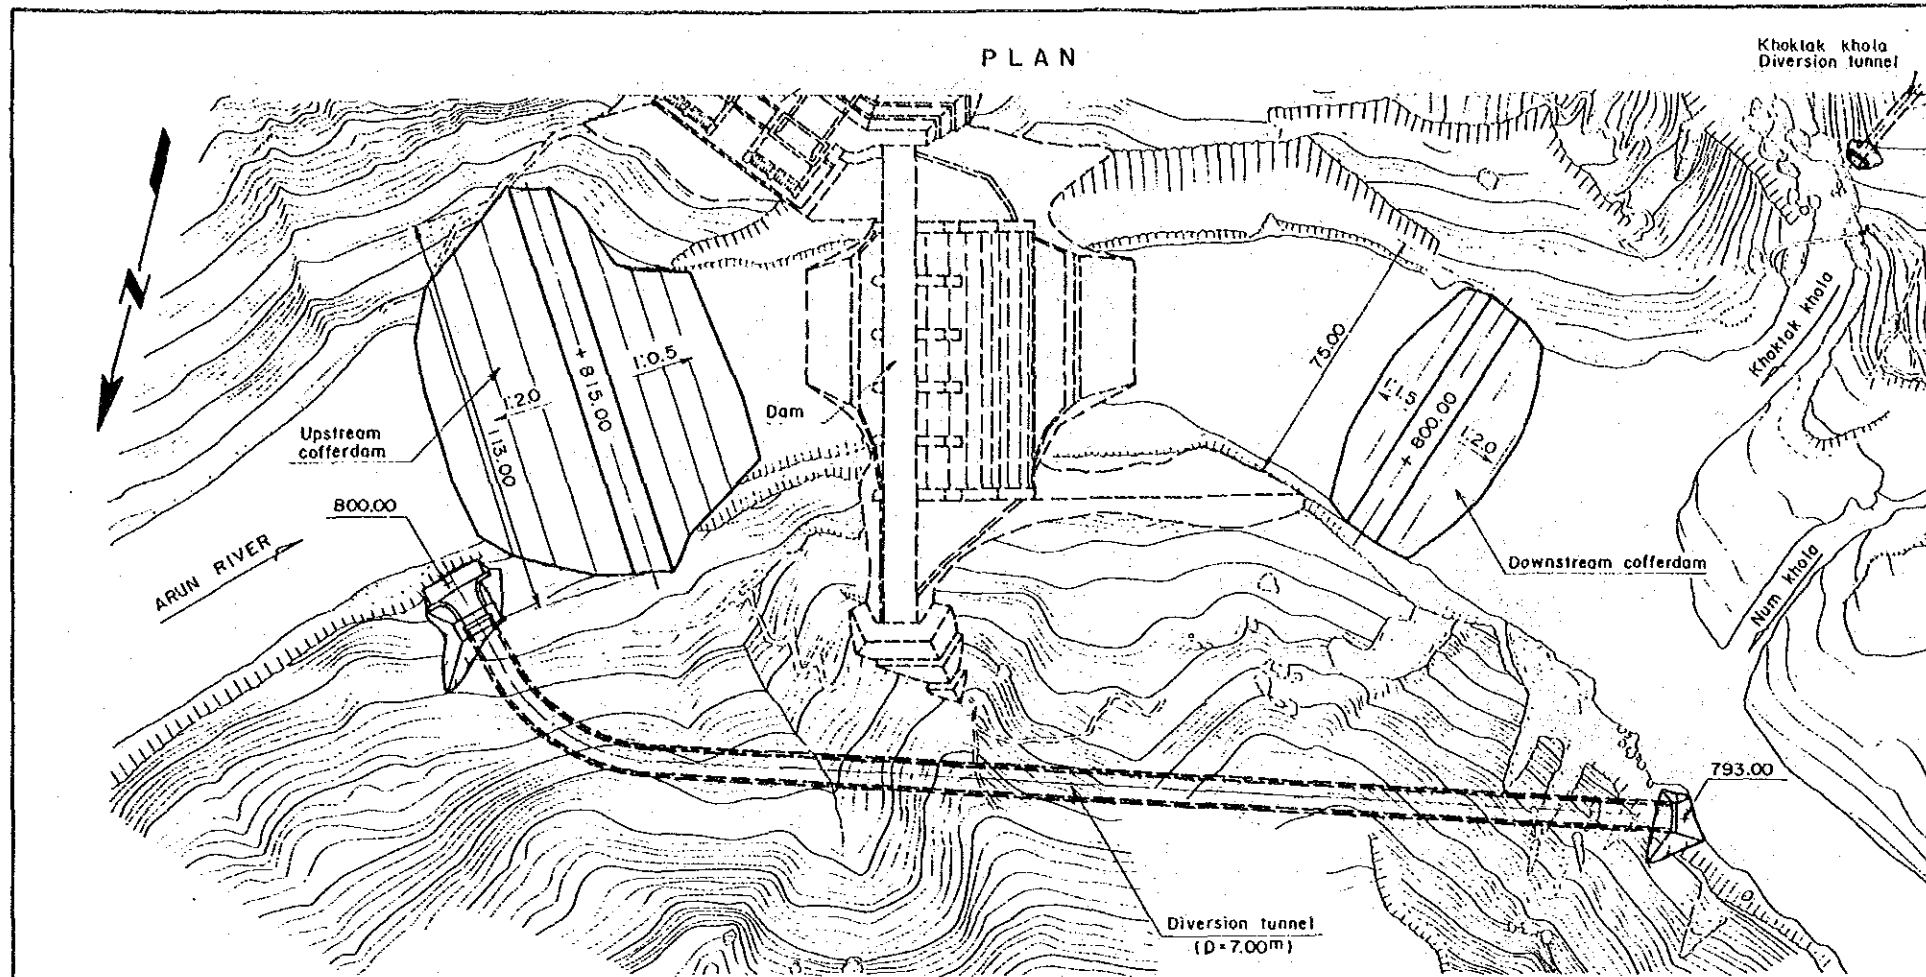 PLAN
Khoktak khola
Diversion tunnel
N
1:0.5
+ 815.00
1:2.0
113.00
Upstream
cofferdam
Dam
75.00
1:1.5
+ 800.00
1:2.0
Khoktak khola
800.00
ARUN RIVER
Downstream cofferdam
Num khola
793.00
Diversion tunnel
(D=7.00m)